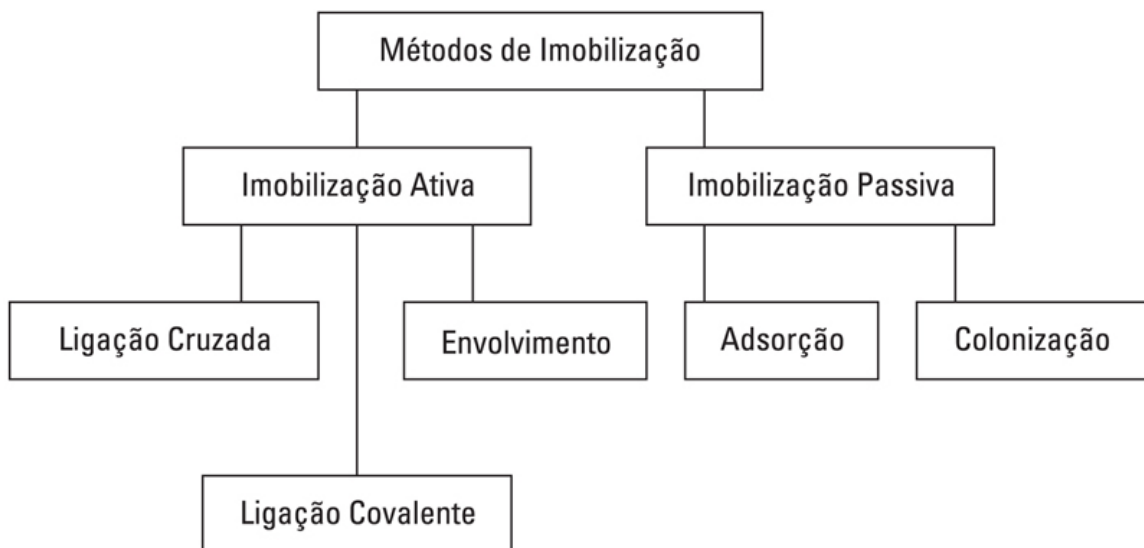 Métodos de Imobilização
Imobilização Ativa
Imobilização Passiva
Ligação Cruzada
Envolvimento
Adsorção
Colonização
Ligação Covalente